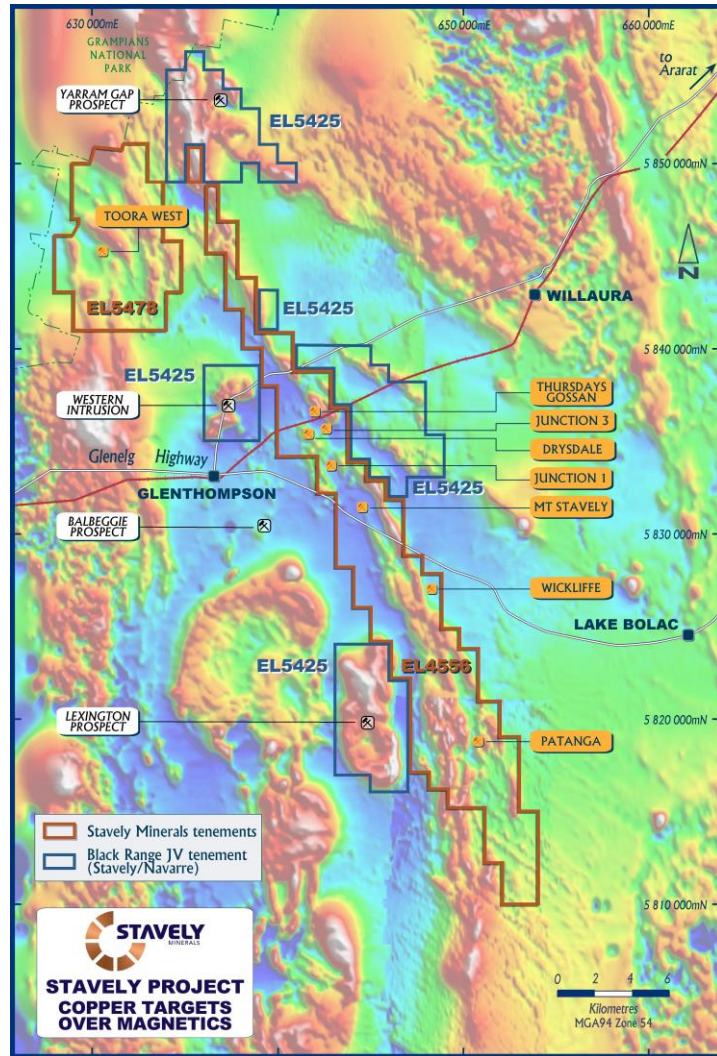 630 000mE
650 000mE
660 000mE
GRAMPIANS
NATIONAL
PARK
to
Ararat
YARRAM GAP
PROSPECT
EL5425
5 850 000mN
TOORA WEST
N
EL5478
EL5425
WILLAURA
5 840 000mN
EL5425
WESTERN
INTRUSION
THURSDAYS
GOSSAN
JUNCTION 3
DRYSDALE
Glenelg Highway
GLENTHOMPSON
JUNCTION 1
EL5425
MT STAVELY
BALBEGGIE
PROSPECT
5 830 000mN
WICKLIFFE
LAKE BOLAC
EL5425
EL4556
LEXINGTON
PROSPECT
5 820 000mN
PATANGA
Stavely Minerals tenements
Black Range JV tenement
(Stavely/Navarre)
5 810 000mN
STAVELY
MINERALS
STAVELY PROJECT
COPPER TARGETS
OVER MAGNETICS
0 2 4 6
Kilometres
MGA94 Zone 54